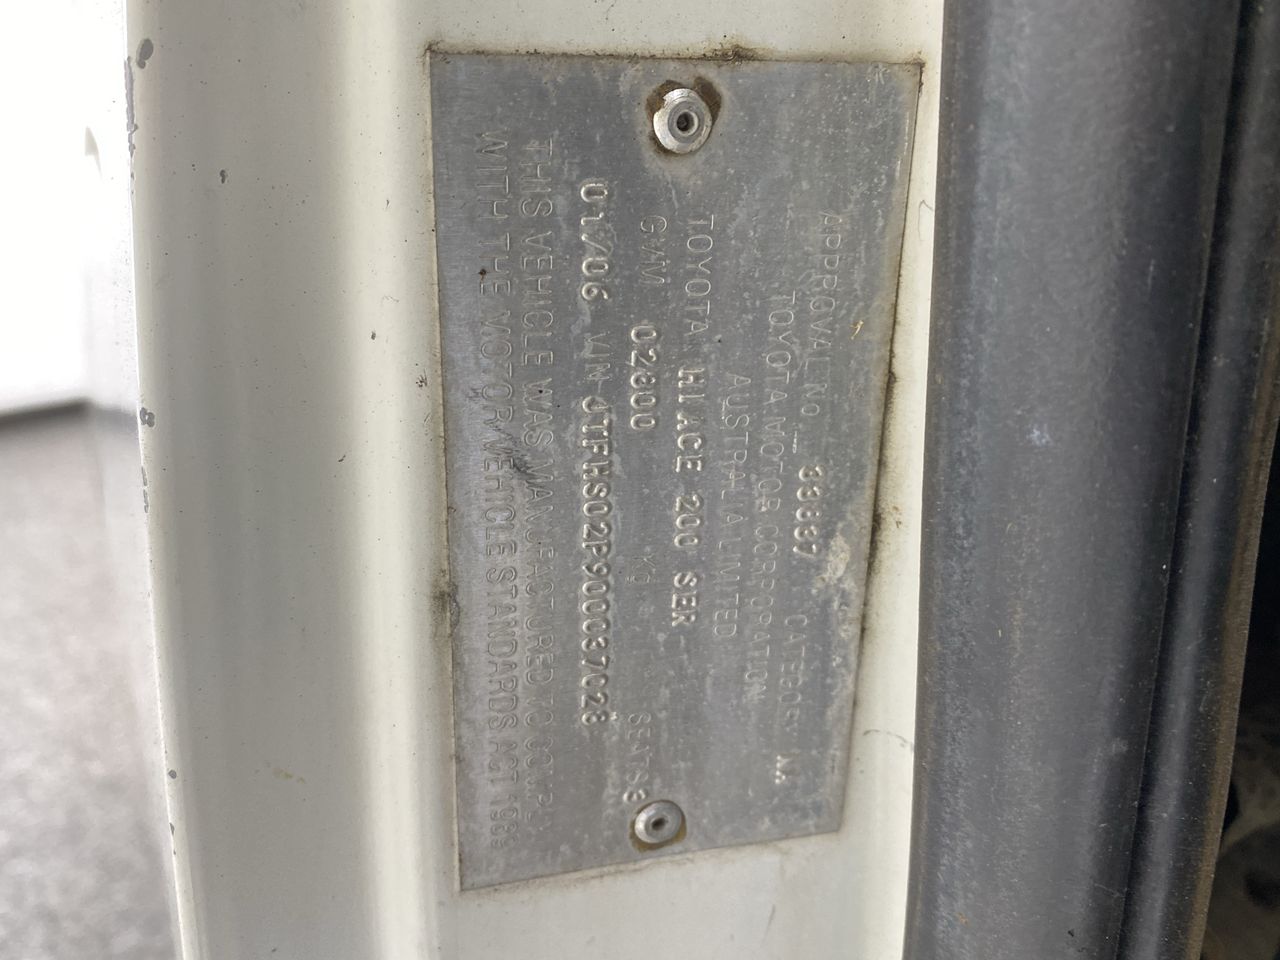 APPROVAL NO. 33637 CATEGORY NA
TOYOTA MOTOR CORPORATION
AUSTRALIA LIMITED
TOYOTA HIACE 200 SER
GVM 02800 Kg SEATS 3
01/06 VIN JTFHS02P900037028
THIS VEHICLE WAS MANUFACTURED TO COMPLY
WITH THE MOTOR VEHICLE STANDARDS ACT 1989